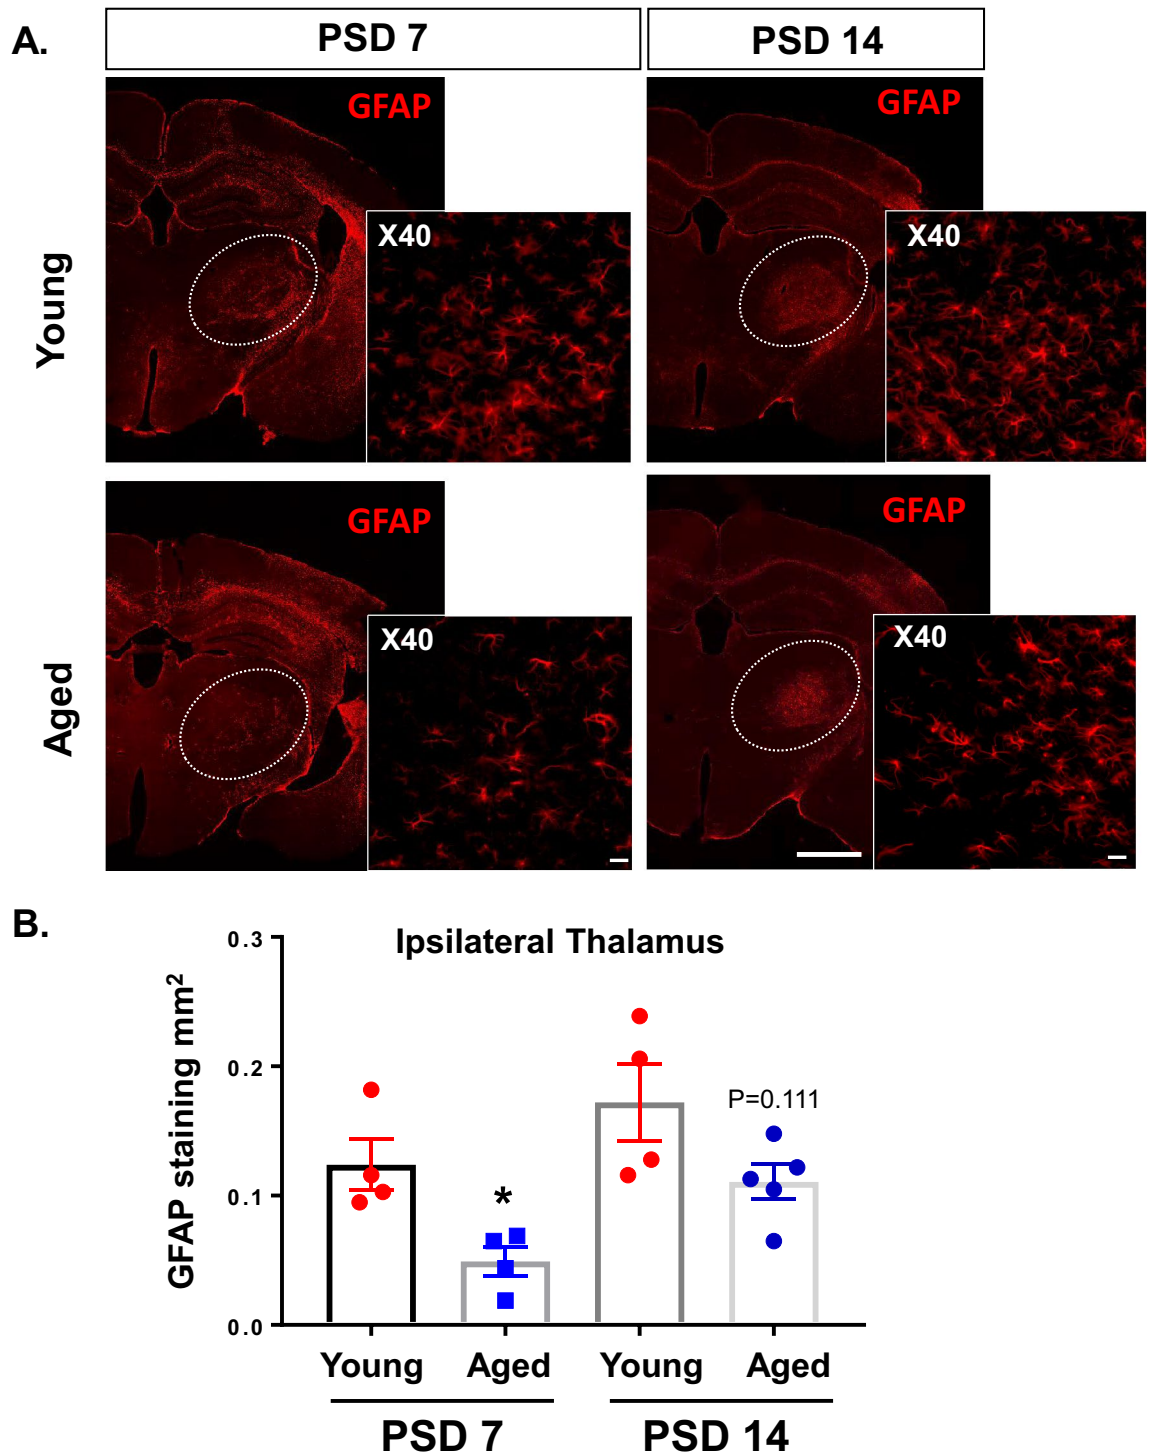 A.
PSD 7
PSD 14
Young
GFAP
X40
GFAP
X40
Aged
GFAP
X40
GFAP
X40
B.
Ipsilateral Thalamus
GFAP staining mm²
0.3
0.2
0.1
0.0
*
P=0.111
Young Aged Young Aged
PSD 7 PSD 14